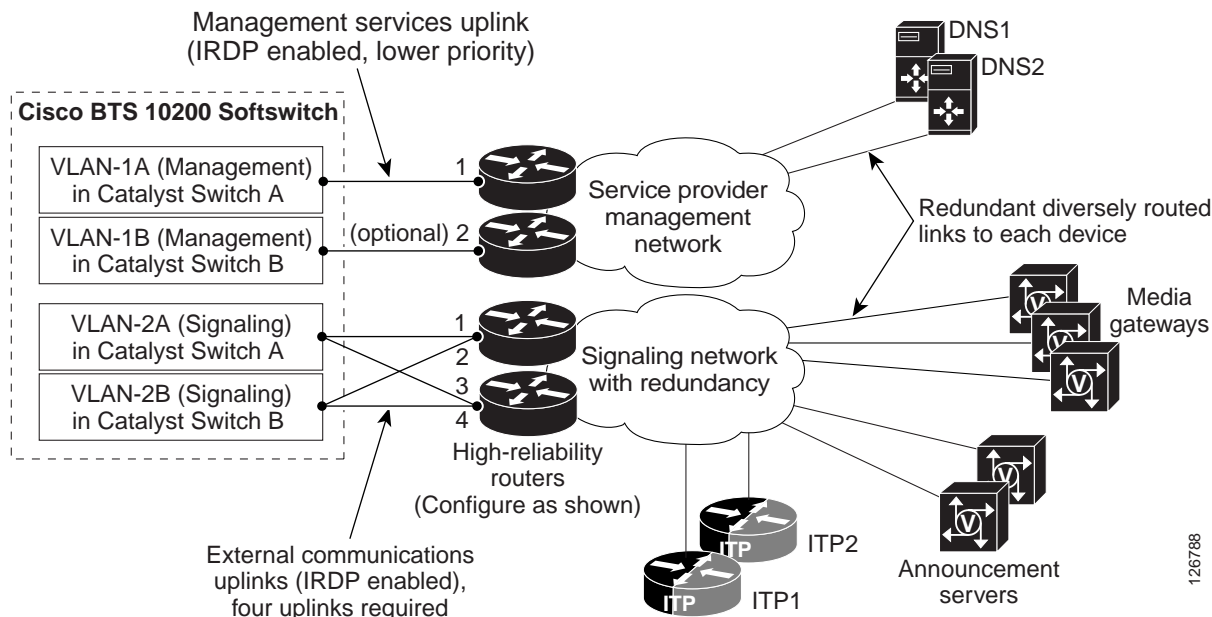 Management services uplink
(IRDP enabled, lower priority)
DNS1
DNS2
Cisco BTS 10200 Softswitch
VLAN-1A (Management)
in Catalyst Switch A
1
VLAN-1B (Management)
in Catalyst Switch B
(optional)
2
Service provider
management
network
Redundant diversely routed
links to each device
VLAN-2A (Signaling)
in Catalyst Switch A
1
2
VLAN-2B (Signaling)
in Catalyst Switch B
3
4
Signaling network
with redundancy
V
V
V
Media
gateways
High-reliability
routers
(Configure as shown)
External communications
uplinks (IRDP enabled),
four uplinks required
ITP
ITP2
ITP
ITP1
V
V
Announcement
servers
126788